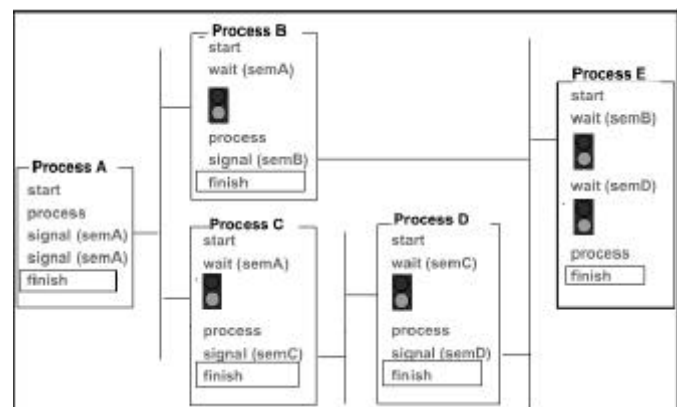 Process A
start
process
signal (semA)
signal (semA)
finish
Process B
start
wait (semA)
process
signal (semB)
finish
Process C
start
wait (semA)
process
signal (semC)
finish
Process D
start
wait (semC)
process
signal (semD)
finish
Process E
start
wait (semB)
wait (semD)
process
finish